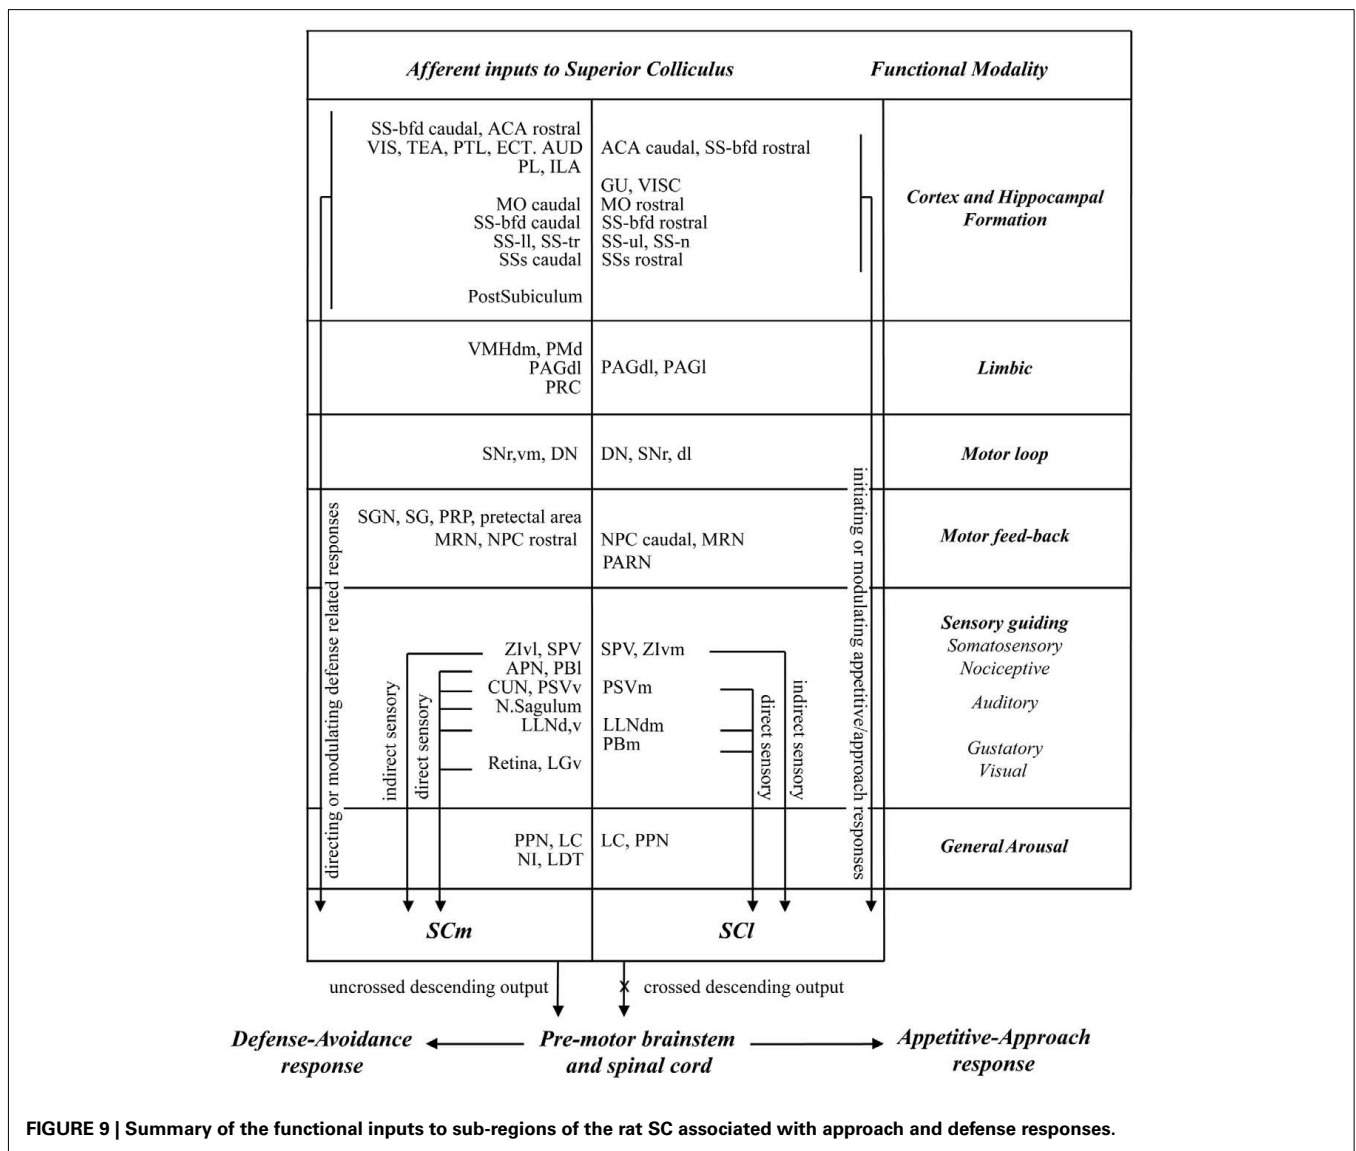 Afferent inputs to Superior Colliculus
Functional Modality
SS-bfd caudal, ACA rostral
VIS, TEA, PTL, ECT. AUD
PL, ILA
MO caudal
SS-bfd caudal
SS-ll, SS-tr
SSs caudal
PostSubiculum
ACA caudal, SS-bfd rostral
GU, VISC
MO rostral
SS-bfd rostral
SS-ul, SS-n
SSs rostral
Cortex and Hippocampal
Formation
VMHdm, PMd
PAGdl
PRC
PAGdl, PAGl
Limbic
SNr,vm, DN
DN, SNr, dl
Motor loop
SGN, SG, PRP, pretectal area
MRN, NPC rostral
NPC caudal, MRN
PARN
Motor feed-back
ZIvl, SPV
APN, PBl
CUN, PSVv
N.Sagulum
LLNd,v
Retina, LGv
SPV, ZIvm
PSVm
LLNdm
PBm
Sensory guiding
Somatosensory
Nociceptive
Auditory
Gustatory
Visual
directing or modulating defense related responses
indirect sensory
direct sensory
direct sensory
indirect sensory
initiating or modulating appetitive/approach responses
PPN, LC
NI, LDT
LC, PPN
General Arousal
SCm
SCl
uncrossed descending output
crossed descending output
Defense-Avoidance
response
Pre-motor brainstem
and spinal cord
Appetitive-Approach
response
FIGURE 9 | Summary of the functional inputs to sub-regions of the rat SC associated with approach and defense responses.